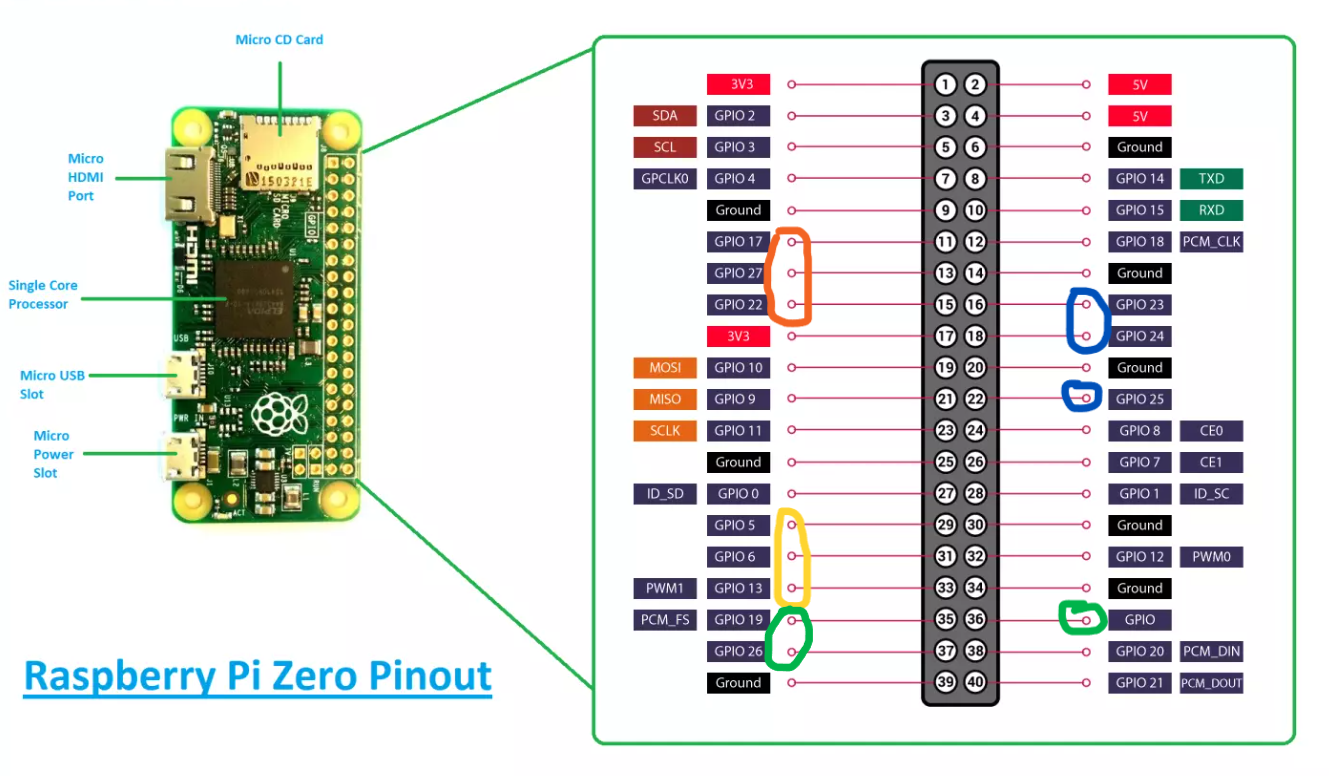 Micro CD Card
Micro
HDMI
Port
Single Core
Processor
Micro USB
Slot
Micro
Power
Slot
150321E
MICRO
SD CARD
GPIO
HDMI
USB
PWR IN
ACT
RUN
Raspberry Pi Zero Pinout
3V3 1 2 5V
SDA GPIO 2 3 4 5V
SCL GPIO 3 5 6 Ground
GPCLK0 GPIO 4 7 8 GPIO 14 TXD
Ground 9 10 GPIO 15 RXD
GPIO 17 11 12 GPIO 18 PCM_CLK
GPIO 27 13 14 Ground
GPIO 22 15 16 GPIO 23
3V3 17 18 GPIO 24
MOSI GPIO 10 19 20 Ground
MISO GPIO 9 21 22 GPIO 25
SCLK GPIO 11 23 24 GPIO 8 CE0
Ground 25 26 GPIO 7 CE1
ID_SD GPIO 0 27 28 GPIO 1 ID_SC
GPIO 5 29 30 Ground
GPIO 6 31 32 GPIO 12 PWM0
PWM1 GPIO 13 33 34 Ground
PCM_FS GPIO 19 35 36 GPIO
GPIO 26 37 38 GPIO 20 PCM_DIN
Ground 39 40 GPIO 21 PCM_DOUT